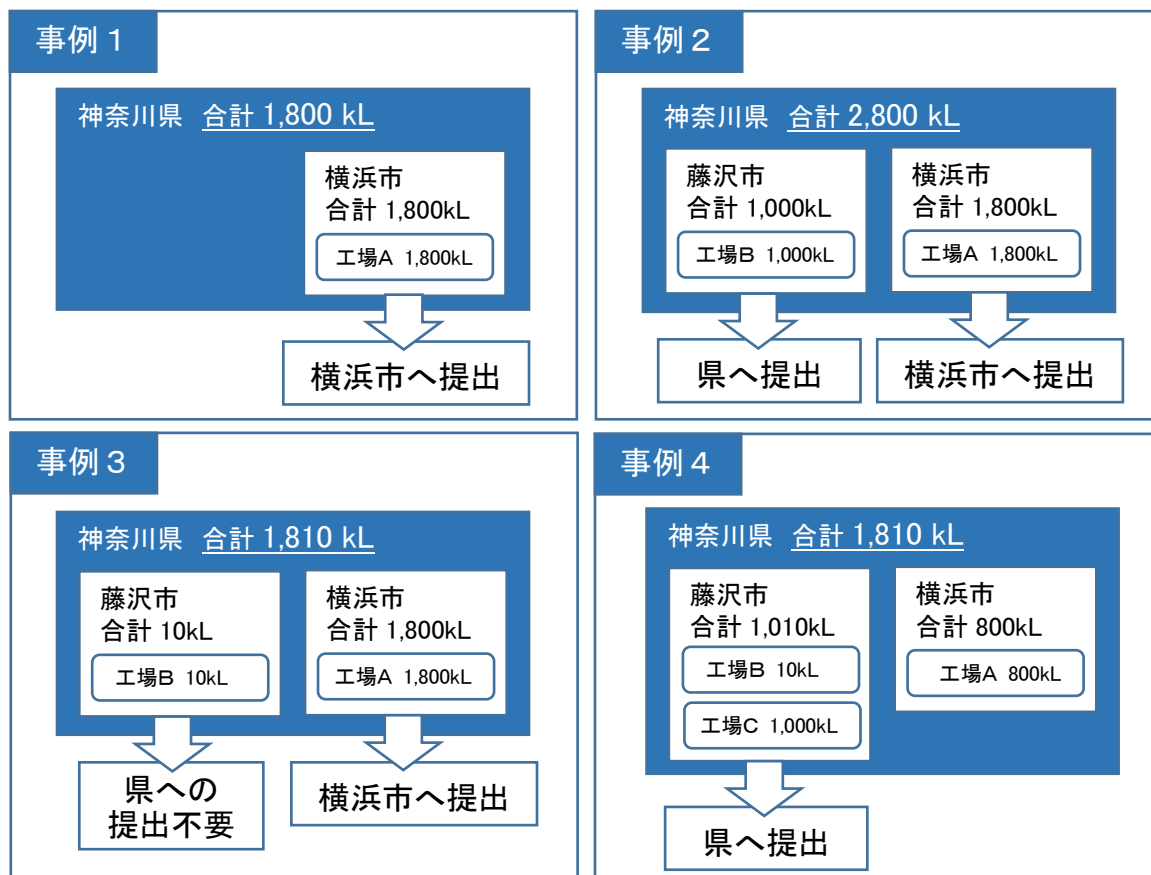 事例１
神奈川県 合計 1,800 kL
横浜市
合計 1,800kL
工場A 1,800kL
横浜市へ提出
事例２
神奈川県 合計 2,800 kL
藤沢市
合計 1,000kL
工場B 1,000kL
横浜市
合計 1,800kL
工場A 1,800kL
県へ提出
横浜市へ提出
事例３
神奈川県 合計 1,810 kL
藤沢市
合計 10kL
工場B 10kL
横浜市
合計 1,800kL
工場A 1,800kL
県への
提出不要
横浜市へ提出
事例４
神奈川県 合計 1,810 kL
藤沢市
合計 1,010kL
工場B 10kL
工場C 1,000kL
横浜市
合計 800kL
工場A 800kL
県へ提出